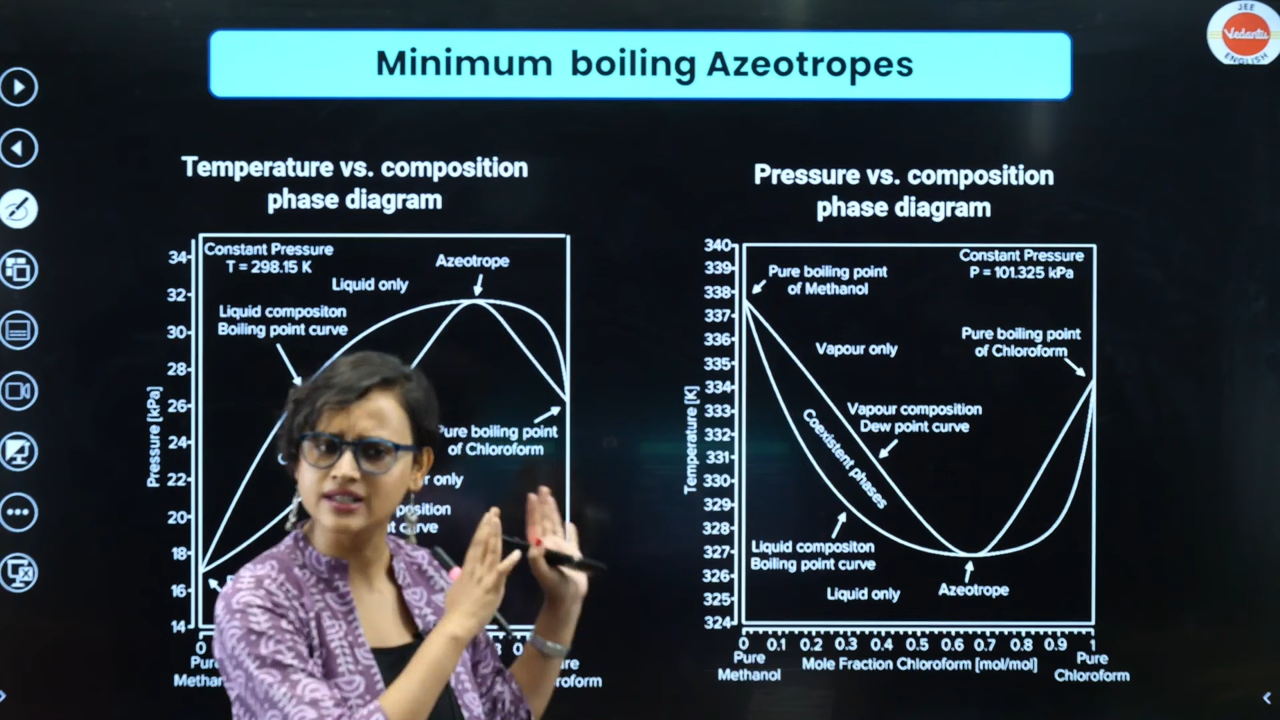 JEE
Vedantu
ENGLISH
Minimum boiling Azeotropes
Temperature vs. composition
phase diagram
Constant Pressure
T = 298.15 K
Liquid only
Azeotrope
Liquid compositon
Boiling point curve
Pure boiling point
of Chloroform
only
34
32
30
28
26
24
22
20
18
16
14
Pressure [kPa]
0
Pressure vs. composition
phase diagram
Constant Pressure
P = 101.325 kPa
Pure boiling point
of Methanol
Pure boiling point
of Chloroform
Vapour only
Vapour composition
Dew point curve
Coexistent phases
Liquid compositon
Boiling point curve
Liquid only
Azeotrope
340
339
338
337
336
335
334
333
332
331
330
329
328
327
326
325
324
Temperature [K]
0 0.1 0.2 0.3 0.4 0.5 0.6 0.7 0.8 0.9 1
Pure
Methanol
Mole Fraction Chloroform [mol/mol]
Pure
Chloroform